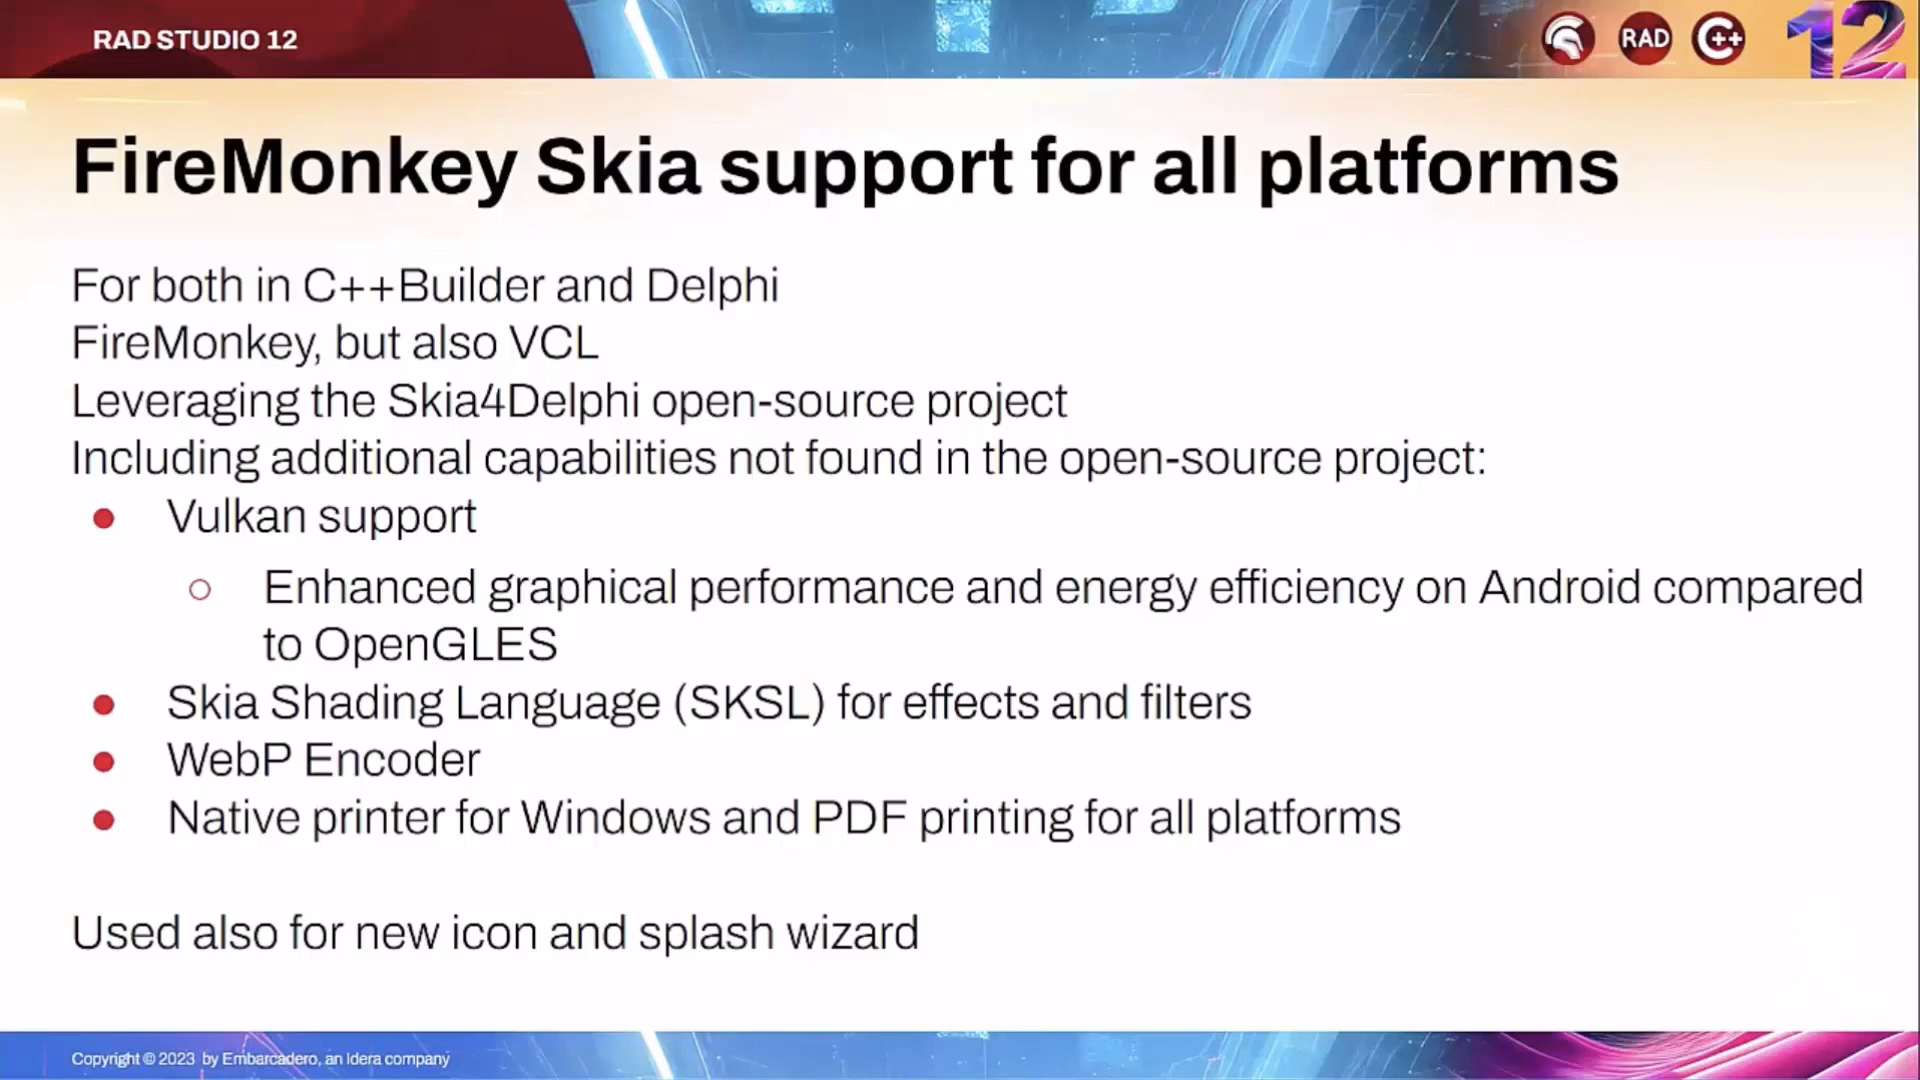 RAD STUDIO 12
RAD
C++
12
FireMonkey Skia support for all platforms
For both in C++Builder and Delphi
FireMonkey, but also VCL
Leveraging the Skia4Delphi open-source project
Including additional capabilities not found in the open-source project:
● Vulkan support
○ Enhanced graphical performance and energy efficiency on Android compared
to OpenGLES
● Skia Shading Language (SKSL) for effects and filters
● WebP Encoder
● Native printer for Windows and PDF printing for all platforms
Used also for new icon and splash wizard
Copyright © 2023 by Embarcadero, an Idera company